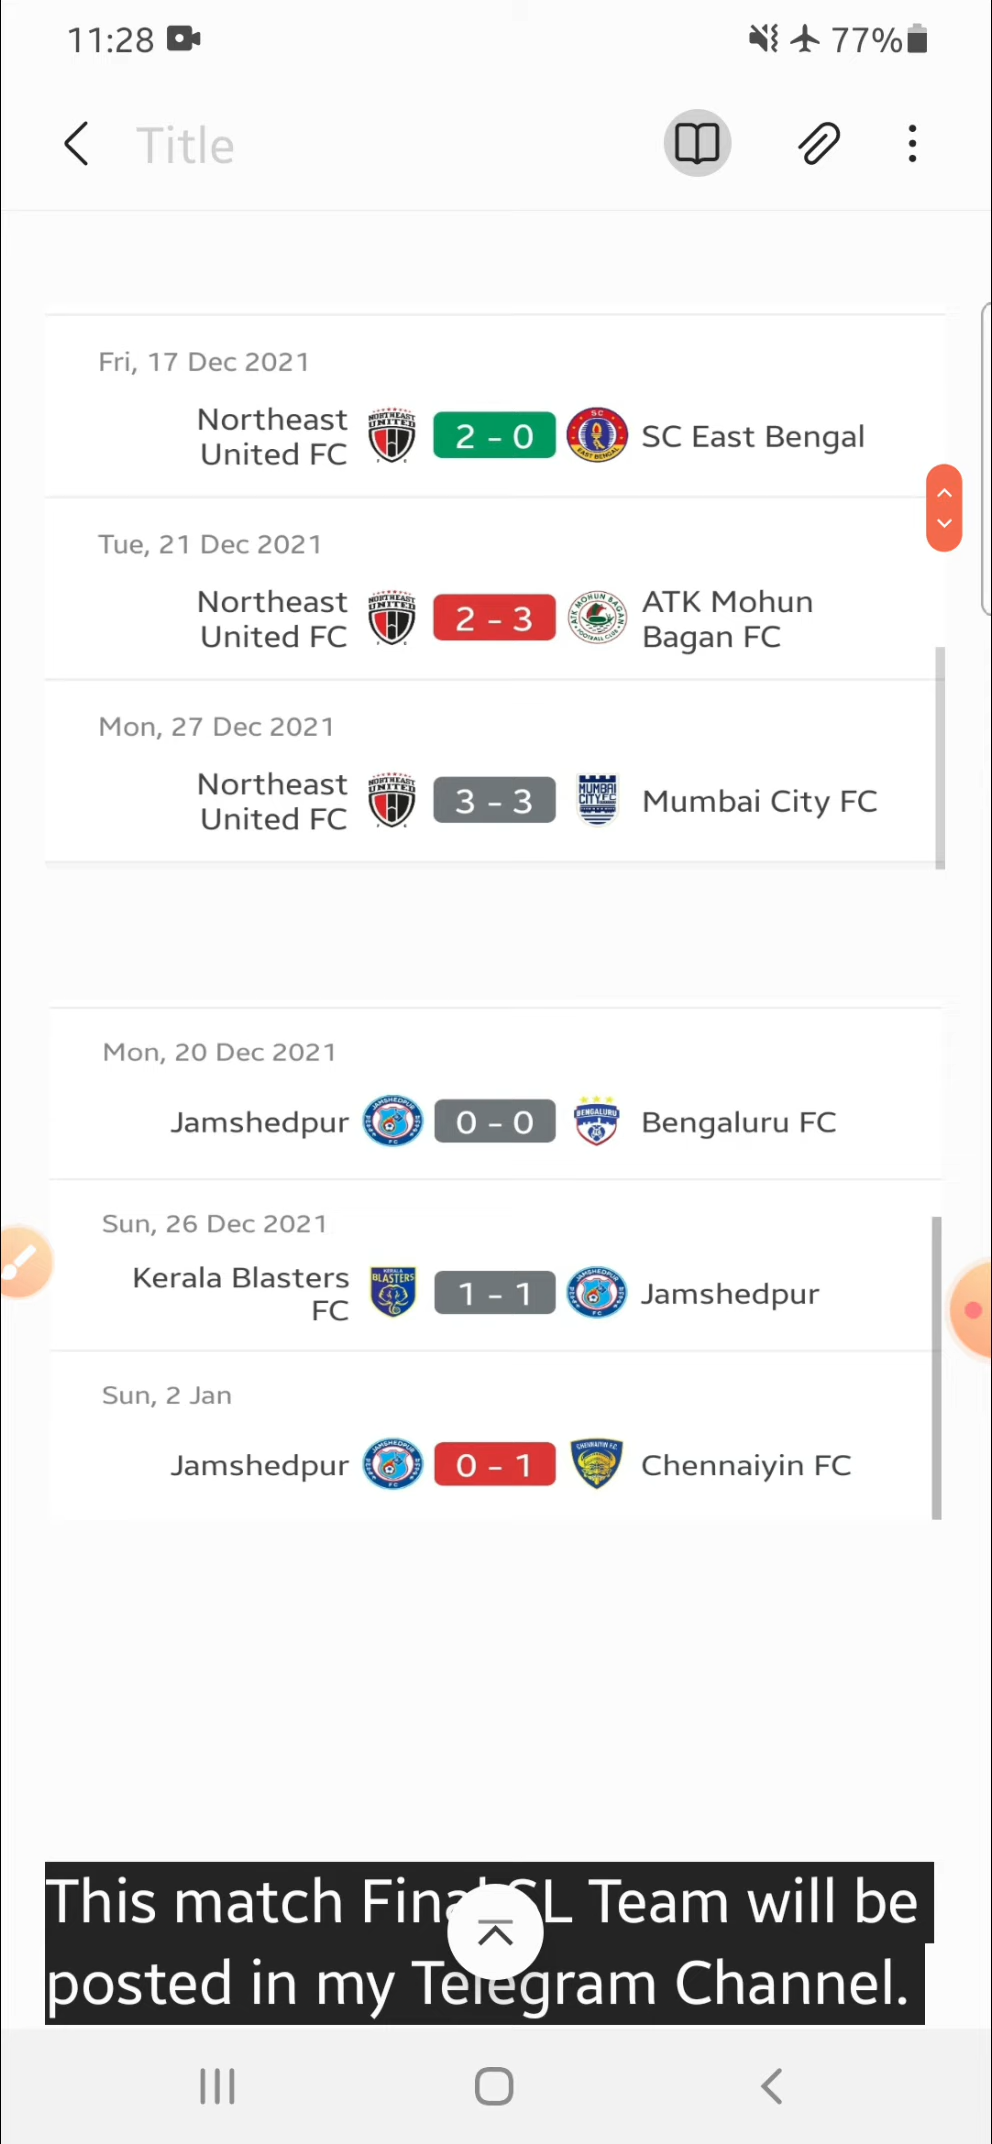 11:28
77%
Title
Fri, 17 Dec 2021
Northeast
United FC
2 - 0
SC East Bengal
Tue, 21 Dec 2021
Northeast
United FC
2 - 3
ATK Mohun
Bagan FC
Mon, 27 Dec 2021
Northeast
United FC
3 - 3
Mumbai City FC
Mon, 20 Dec 2021
Jamshedpur
0 - 0
Bengaluru FC
Sun, 26 Dec 2021
Kerala Blasters
FC
1 - 1
Jamshedpur
Sun, 2 Jan
Jamshedpur
0 - 1
Chennaiyin FC
This match Team will be
posted in my Telegram Channel.